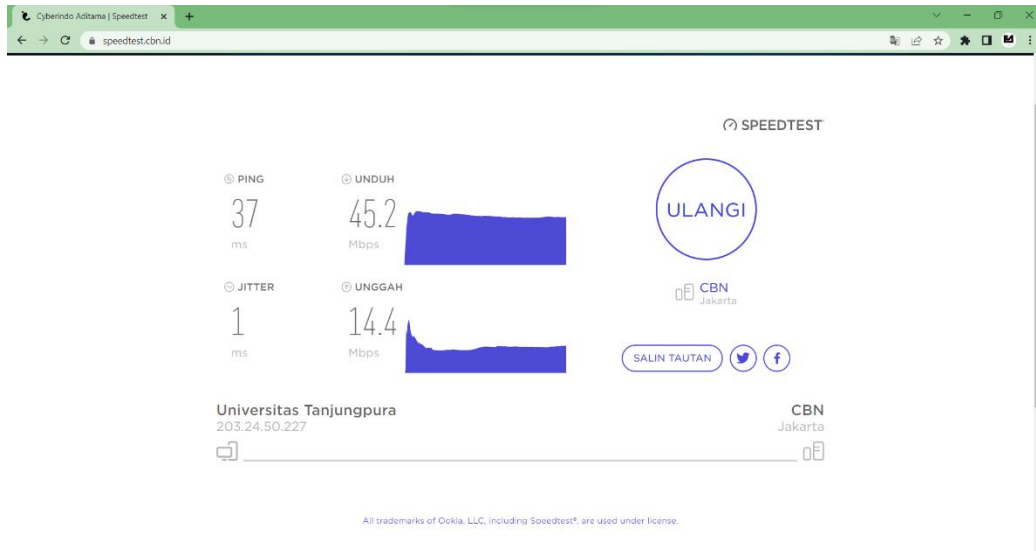 Cyberindo Aditama | Speedtest
speedtest.cbn.id
SPEEDTEST
PING
37
ms
UNDUH
45.2
Mbps
JITTER
1
ms
UNGGAH
14.4
Mbps
ULANGI
CBN
Jakarta
SALIN TAUTAN
Universitas Tanjungpura
203.24.50.227
CBN
Jakarta
All trademarks of Ookla, LLC, including Speedtest®, are used under license.